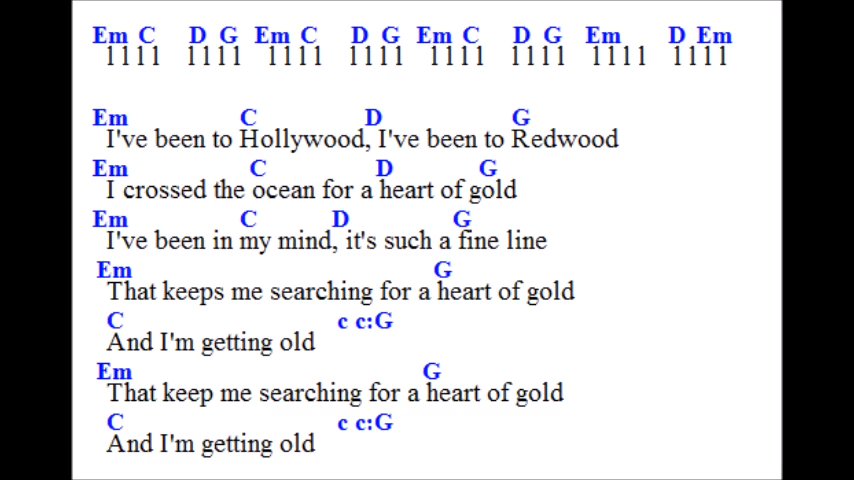 Em C D G Em C D G Em C D G Em D Em
1111 1111 1111 1111 1111 1111 1111 1111
Em C D G
I've been to Hollywood, I've been to Redwood
Em C D G
I crossed the ocean for a heart of gold
Em C D G
I've been in my mind, it's such a fine line
Em G
That keeps me searching for a heart of gold
C c c:G
And I'm getting old
Em G
That keep me searching for a heart of gold
C c c:G
And I'm getting old